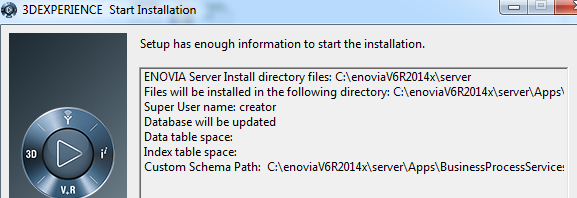 3DEXPERIENCE Start Installation
Setup has enough information to start the installation.
ENOVIA Server Install directory files: C:\enoviaV6R2014x\server
Files will be installed in the following directory: C:\enoviaV6R2014x\server\Apps\
Super User name: creator
Database will be updated
Data table space:
Index table space:
Custom Schema Path: C:\enoviaV6R2014x\server\Apps\BusinessProcessServices
3D
V+R